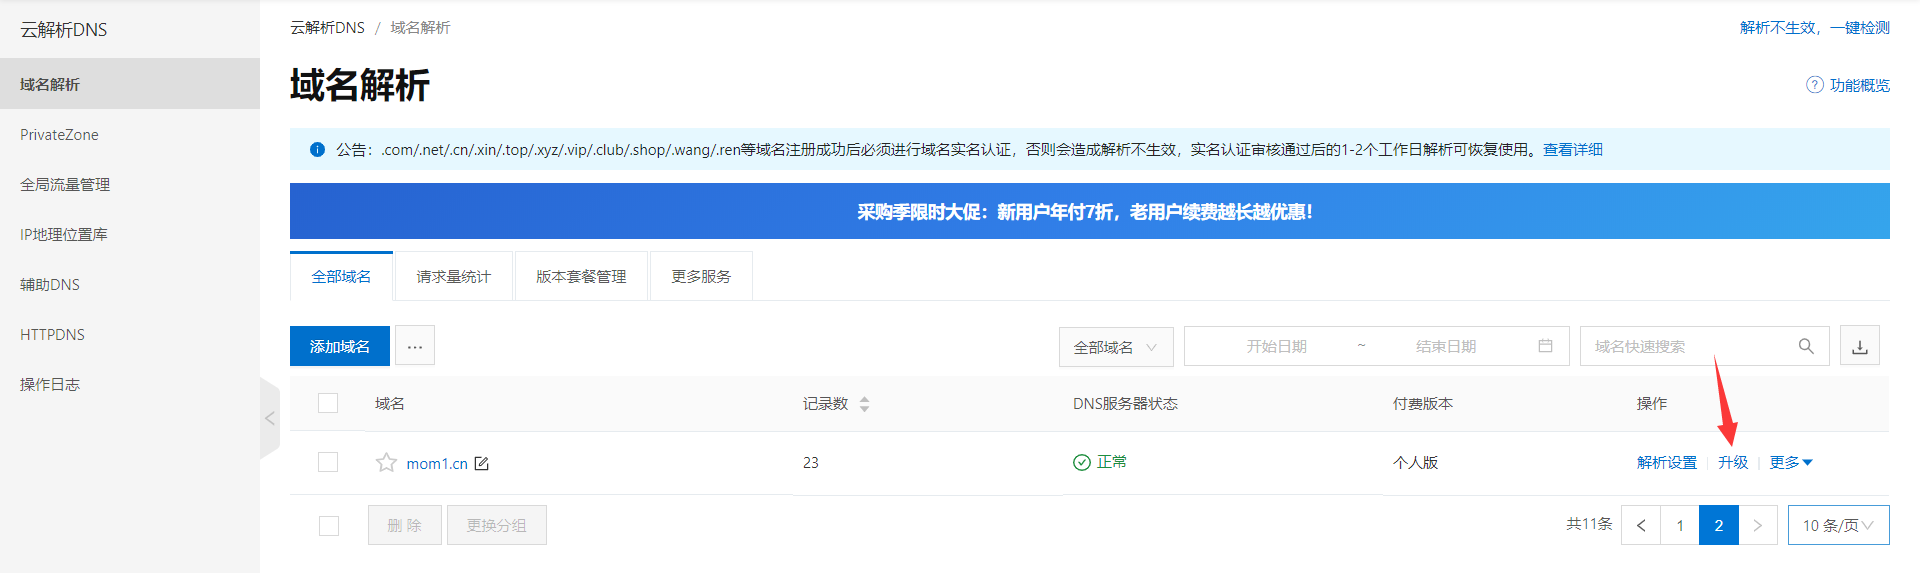 云解析DNS
域名解析
PrivateZone
全局流量管理
IP地理位置库
辅助DNS
HTTPDNS
操作日志
云解析DNS / 域名解析
解析不生效，一键检测
域名解析
? 功能概览
公告：.com/.net/.cn/.xin/.top/.xyz/.vip/.club/.shop/.wang/.ren等域名注册成功后必须进行域名实名认证，否则会造成解析不生效，实名认证审核通过后的1-2个工作日解析可恢复使用。查看详细
采购季限时大促：新用户年付7折，老用户续费越长越优惠！
全部域名 请求量统计 版本套餐管理 更多服务
添加域名 ... 全部域名 开始日期 ~ 结束日期 域名快速搜索
域名 记录数 DNS服务器状态 付费版本 操作
mom1.cn 23 正常 个人版 解析设置 升级 更多
删 除 更换分组 共11条 < 1 2 > 10 条/页